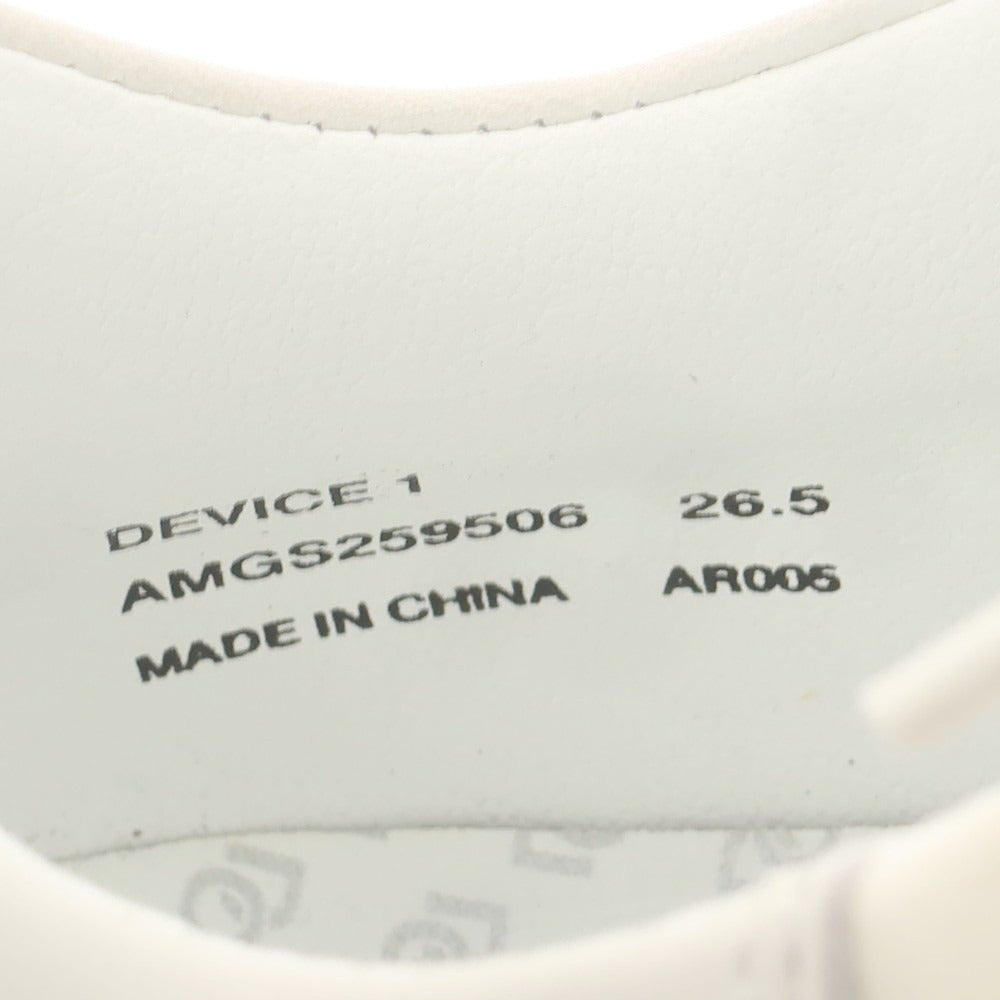 DEVICE 1
AMGS259506 26.5
MADE IN CHINA AR005